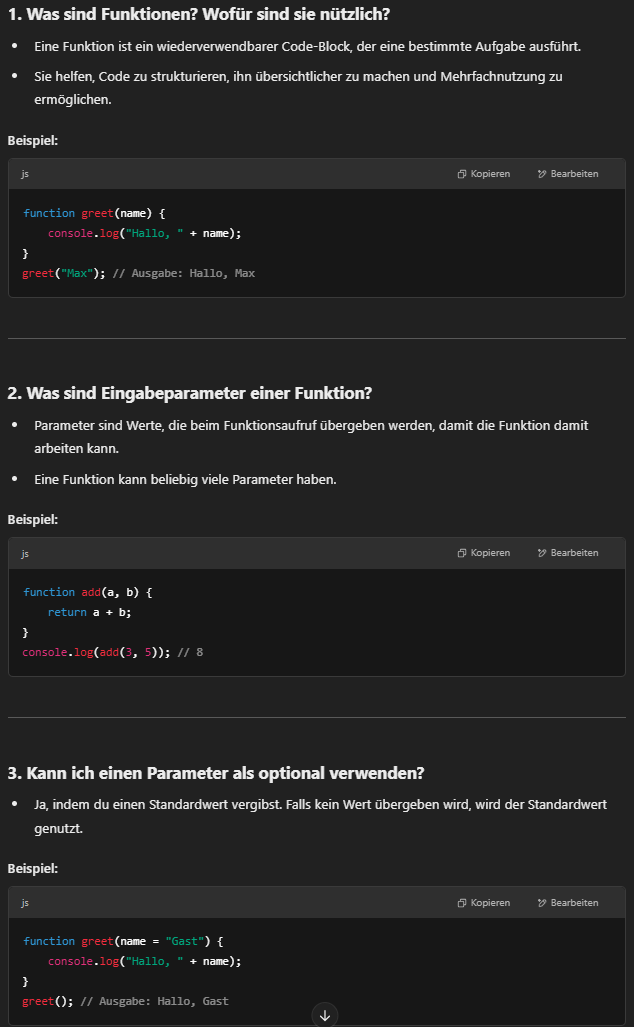 1. Was sind Funktionen? Wofür sind sie nützlich?
• Eine Funktion ist ein wiederverwendbarer Code-Block, der eine bestimmte Aufgabe ausführt.
• Sie helfen, Code zu strukturieren, ihn übersichtlicher zu machen und Mehrfachnutzung zu
ermöglichen.
Beispiel:
js Kopieren Bearbeiten
function greet(name) {
    console.log("Hallo, " + name);
}
greet("Max"); // Ausgabe: Hallo, Max
2. Was sind Eingabeparameter einer Funktion?
• Parameter sind Werte, die beim Funktionsaufruf übergeben werden, damit die Funktion damit
arbeiten kann.
• Eine Funktion kann beliebig viele Parameter haben.
Beispiel:
js Kopieren Bearbeiten
function add(a, b) {
    return a + b;
}
console.log(add(3, 5)); // 8
3. Kann ich einen Parameter als optional verwenden?
• Ja, indem du einen Standardwert vergibst. Falls kein Wert übergeben wird, wird der Standardwert
genutzt.
Beispiel:
js Kopieren Bearbeiten
function greet(name = "Gast") {
    console.log("Hallo, " + name);
}
greet(); // Ausgabe: Hallo, Gast